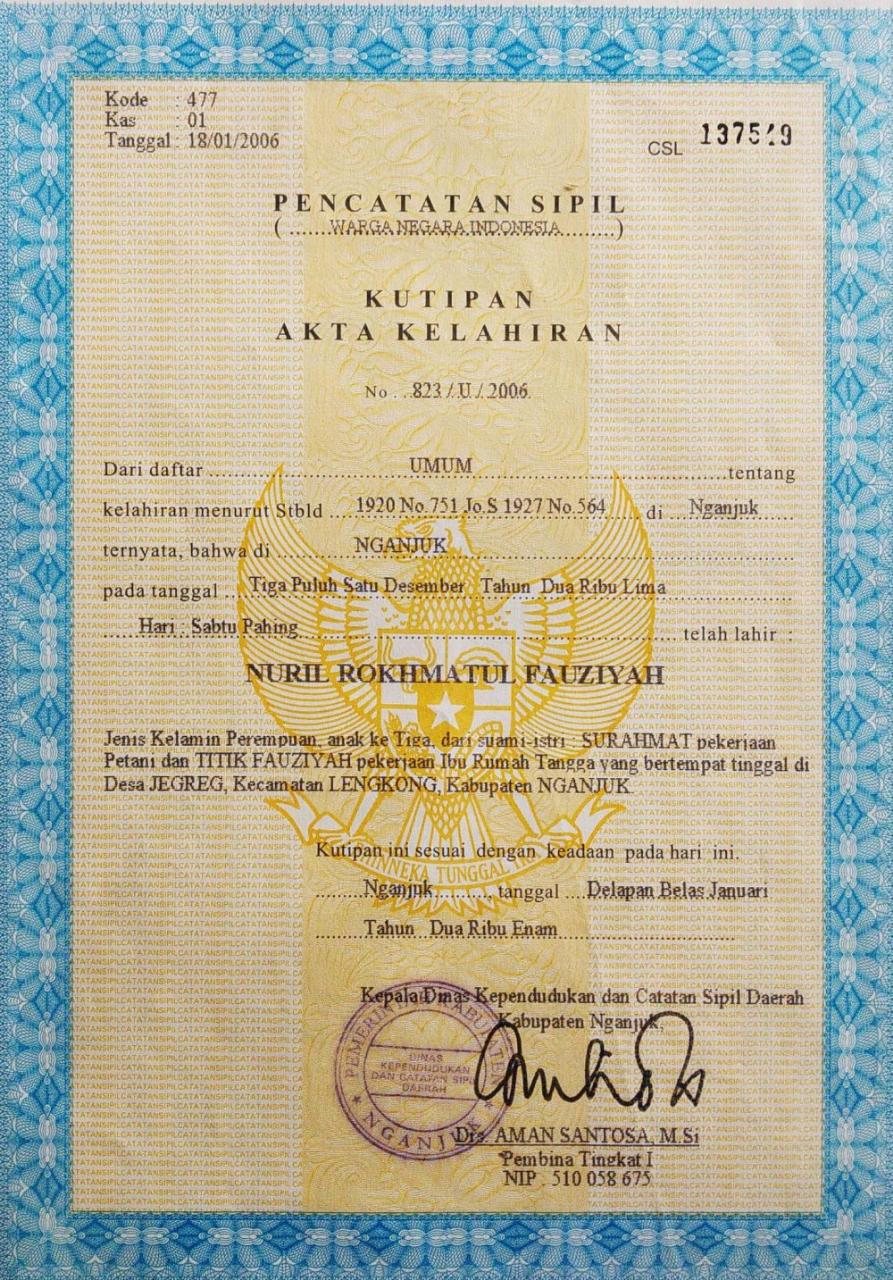 Kode : 477
Kas : 01
Tanggal : 18/01/2006
CSL
PENCATATAN SIPIL
(......WARGA NEGARA INDONESIA.........)
KUTIPAN
AKTA KELAHIRAN
No...823 / U / 2006
Dari daftar .......... UMUM .......... tentang
kelahiran menurut Stbld ... 1920 No.751 Jo.S 1927 No.564 ..... di ... Nganjuk
ternyata, bahwa di .......... NGANJUK ..........
pada tanggal ... Tiga Puluh Satu Desember Tahun Dua Ribu Lima
..... Hari : Sabtu Pahing .......... telah lahir :
NURIL ROKHMATUL FAUZIYAH
Jenis Kelamin Perempuan, anak ke Tiga, dari suami-istri : SURAHMAT pekerjaan
Petani dan TITIK FAUZIYAH pekerjaan Ibu Rumah Tangga yang bertempat tinggal di
Desa JEGREG, Kecamatan LENGKONG, Kabupaten NGANJUK.
Kutipan ini sesuai dengan keadaan pada hari ini.
BHINNEKA TUNGGAL IKA
....... Nganjuk ........, tanggal .... Delapan Belas Januari
....... Tahun Dua Ribu Enam ..........
Kepala Dinas Kependudukan dan Catatan Sipil Daerah
Kabupaten Nganjuk,
PEMERINTAH KABUPATEN
DINAS
KEPENDUDUKAN
DAN CATATAN SIPIL
DAERAH
NGANJUK
Drs. AMAN SANTOSA, M.Si
Pembina Tingkat I
NIP . 510 058 675